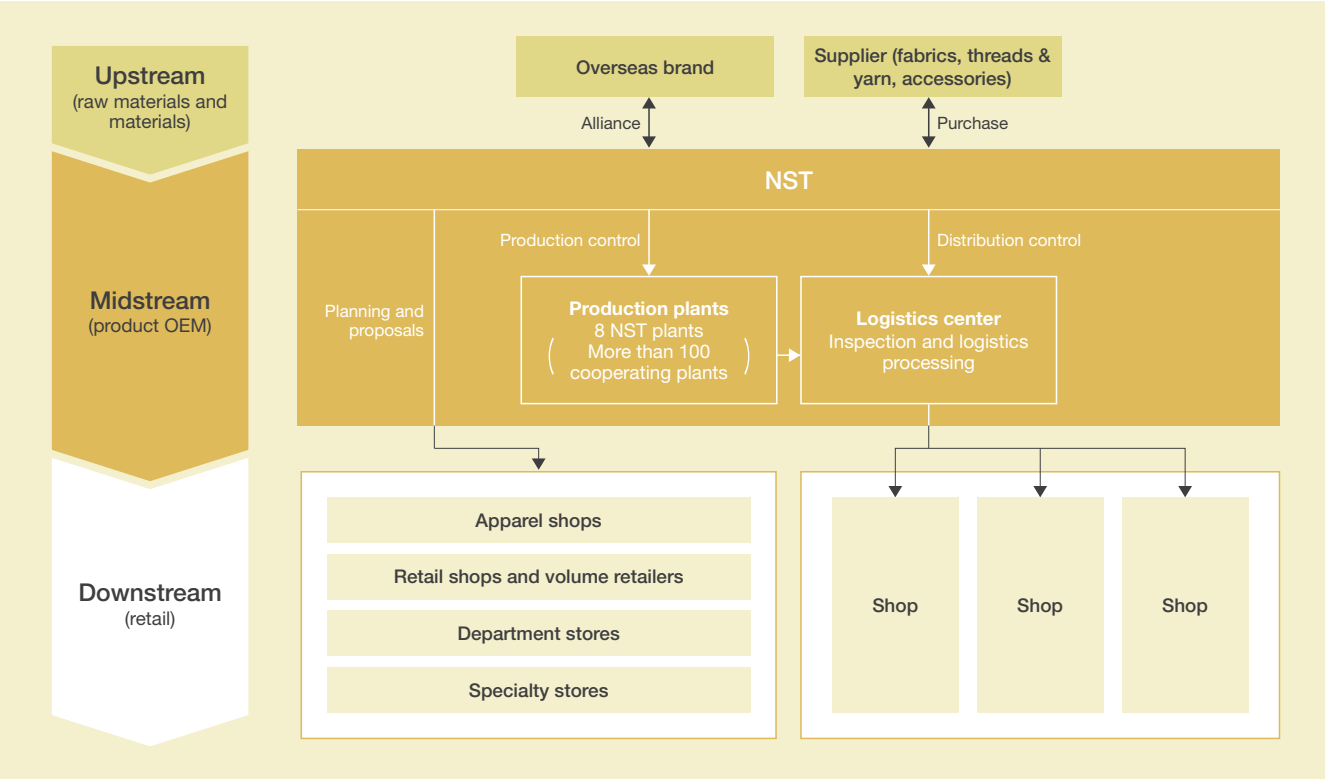 Upstream
(raw materials and
materials)
Overseas brand
Supplier (fabrics, threads &
yarn, accessories)
Alliance
Purchase
Midstream
(product OEM)
NST
Production control
Distribution control
Planning and
proposals
Production plants
8 NST plants
( More than 100 )
cooperating plants
Logistics center
Inspection and logistics
processing
Downstream
(retail)
Apparel shops
Retail shops and volume retailers
Department stores
Specialty stores
Shop
Shop
Shop